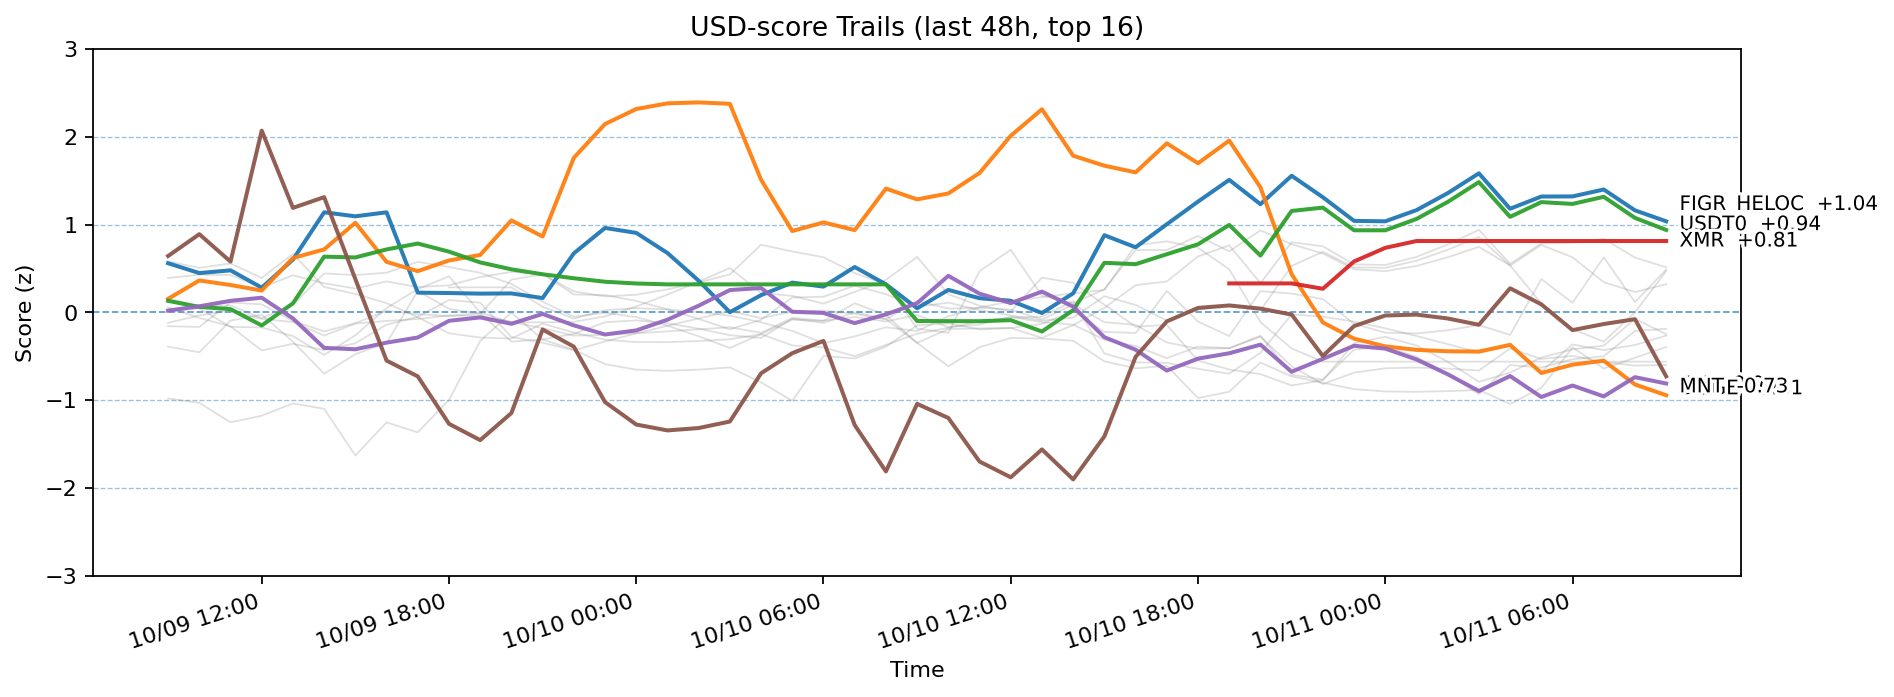 USD-score Trails (last 48h, top 16)
3
2
1
0
−1
−2
−3
Score (z)
FIGR_HELOC +1.04
USDT0 +0.94
XMR +0.81
MNT -0.73
10/09 12:00
10/09 18:00
10/10 00:00
10/10 06:00
10/10 12:00
10/10 18:00
10/11 00:00
10/11 06:00
Time